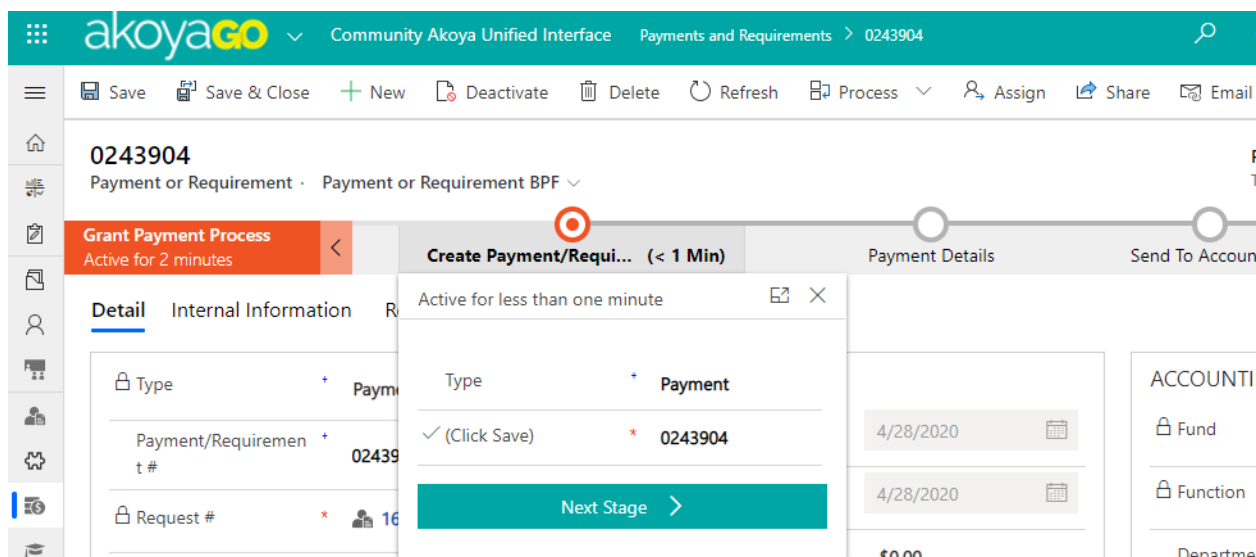 akoyaGO Community Akoya Unified Interface Payments and Requirements > 0243904
Save Save & Close New Deactivate Delete Refresh Process Assign Share Email
0243904
Payment or Requirement · Payment or Requirement BPF
Grant Payment Process
Active for 2 minutes
Create Payment/Requi... (< 1 Min)
Payment Details
Send To Accoun
Active for less than one minute
Detail Internal Information R
Type + Payment
(Click Save) * 0243904
Next Stage
Type + Payme
Payment/Requiremen + 02439
t #
Request # * 16
4/28/2020
4/28/2020
$0.00
ACCOUNTI
Fund
Function
Departme